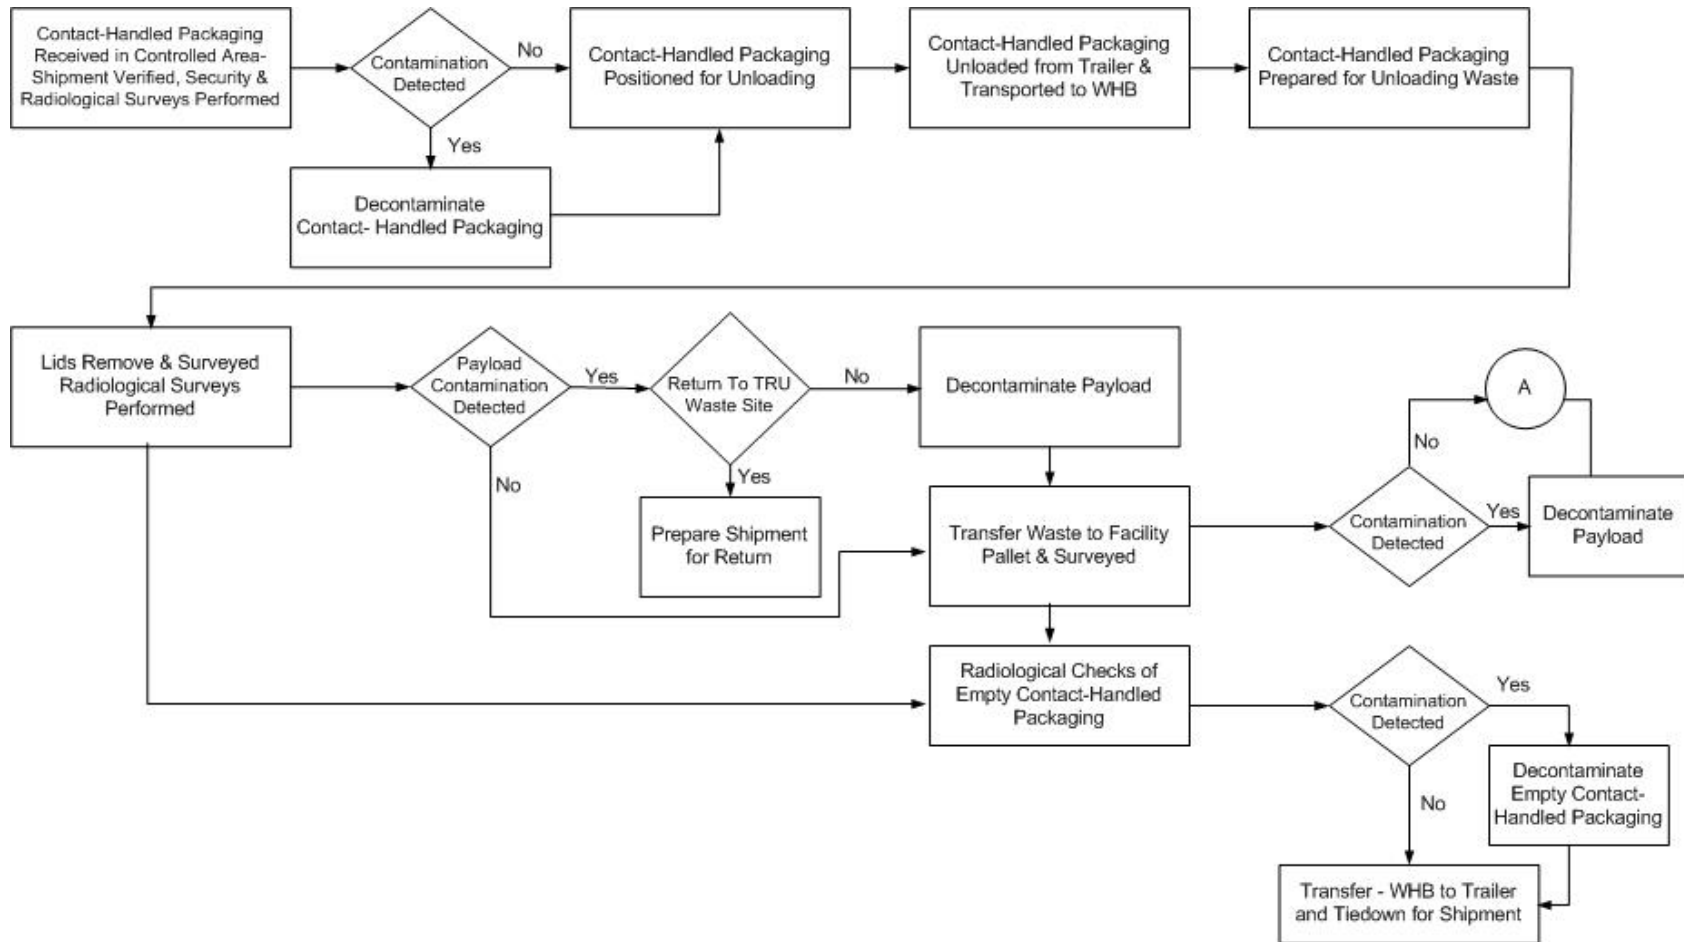 Contact-Handled Packaging
Received in Controlled Area-
Shipment Verified, Security &
Radiological Surveys Performed
Contamination
Detected
No
Yes
Contact-Handled Packaging
Positioned for Unloading
Contact-Handled Packaging
Unloaded from Trailer &
Transported to WHB
Contact-Handled Packaging
Prepared for Unloading Waste
Decontaminate
Contact- Handled Packaging
Lids Remove & Surveyed
Radiological Surveys
Performed
Payload
Contamination
Detected
Yes
No
Return To TRU
Waste Site
No
Yes
Decontaminate Payload
Prepare Shipment
for Return
Transfer Waste to Facility
Pallet & Surveyed
A
No
Contamination
Detected
Yes
Decontaminate
Payload
Radiological Checks of
Empty Contact-Handled
Packaging
Contamination
Detected
Yes
No
Decontaminate
Empty Contact-
Handled Packaging
Transfer - WHB to Trailer
and Tiedown for Shipment